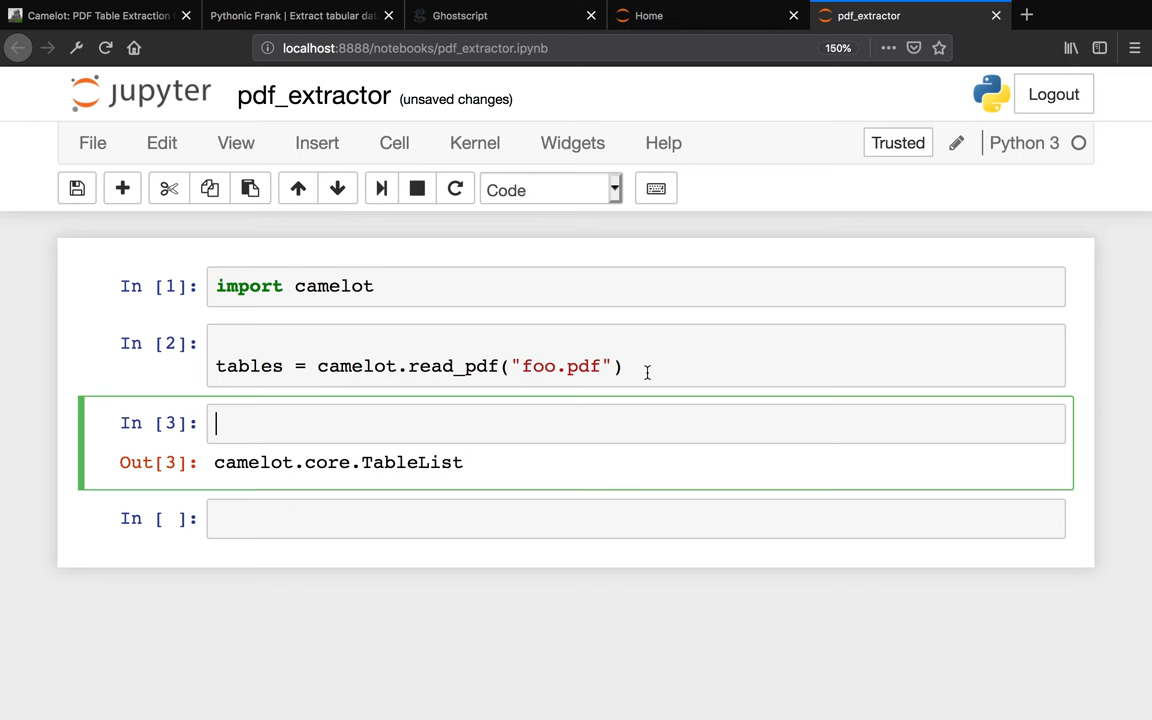 Camelot: PDF Table Extraction
Pythonic Frank | Extract tabular dat
Ghostscript
Home
pdf_extractor
localhost:8888/notebooks/pdf_extractor.ipynb
150%
jupyter
pdf_extractor (unsaved changes)
Logout
File Edit View Insert Cell Kernel Widgets Help
Trusted
Python 3
Code
In [1]: import camelot
In [2]:
tables = camelot.read_pdf("foo.pdf")
In [3]:
Out[3]: camelot.core.TableList
In [ ]: